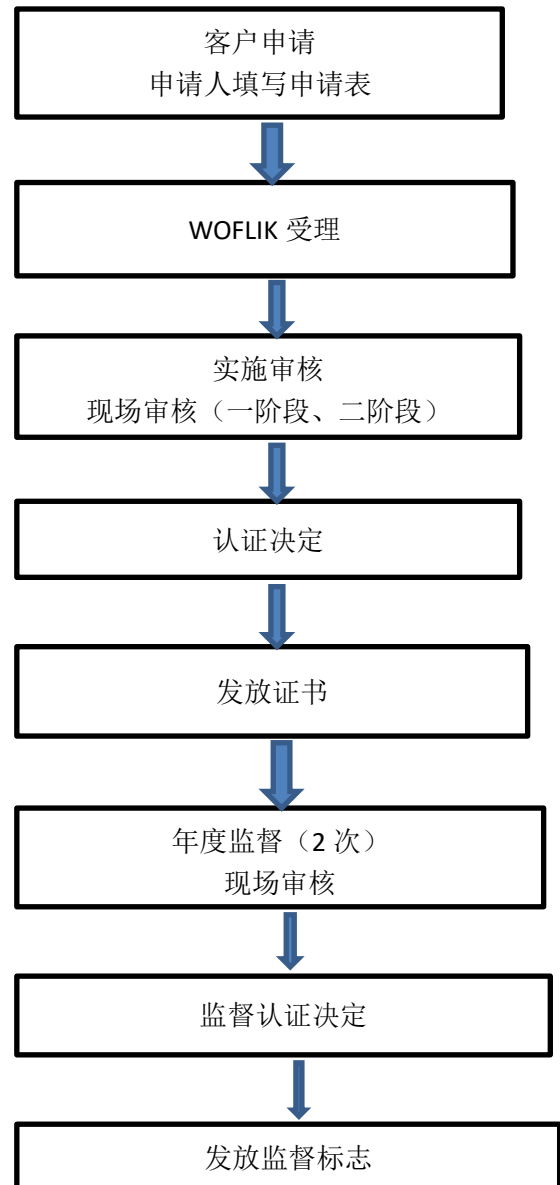 客户申请
申请人填写申请表
WOFLIK 受理
实施审核
现场审核（一阶段、二阶段）
认证决定
发放证书
年度监督（2 次）
现场审核
监督认证决定
发放监督标志